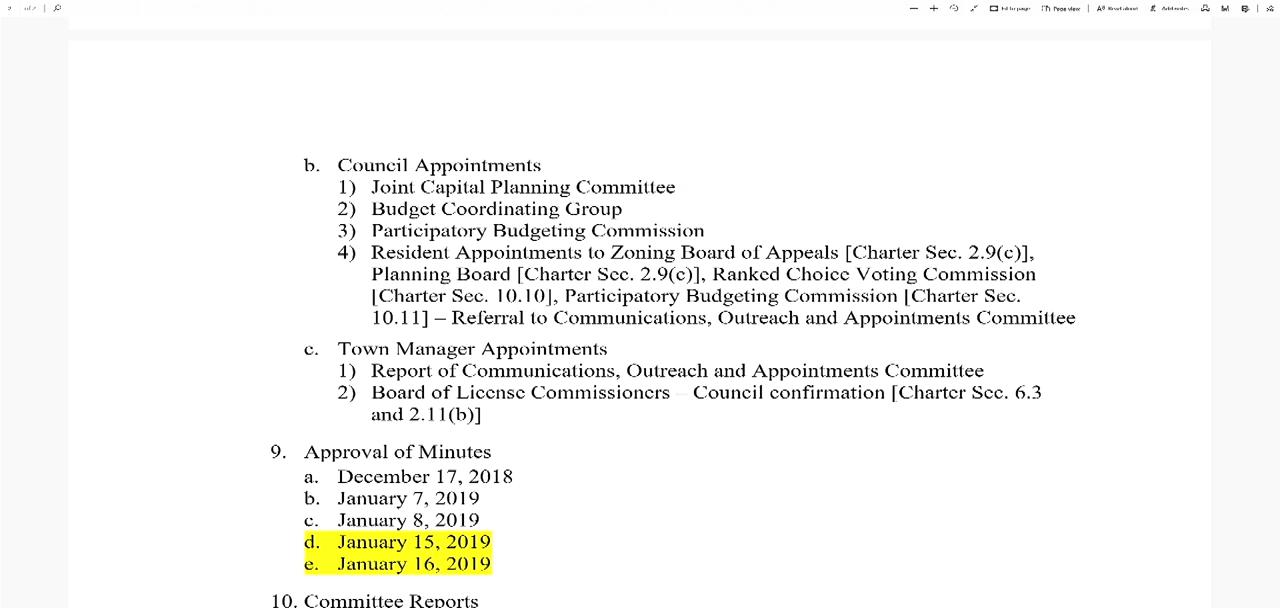 b. Council Appointments
1) Joint Capital Planning Committee
2) Budget Coordinating Group
3) Participatory Budgeting Commission
4) Resident Appointments to Zoning Board of Appeals [Charter Sec. 2.9(c)],
Planning Board [Charter Sec. 2.9(c)], Ranked Choice Voting Commission
[Charter Sec. 10.10], Participatory Budgeting Commission [Charter Sec.
10.11] – Referral to Communications, Outreach and Appointments Committee
c. Town Manager Appointments
1) Report of Communications, Outreach and Appointments Committee
2) Board of License Commissioners – Council confirmation [Charter Sec. 6.3
and 2.11(b)]
9. Approval of Minutes
a. December 17, 2018
b. January 7, 2019
c. January 8, 2019
d. January 15, 2019
e. January 16, 2019
10. Committee Reports